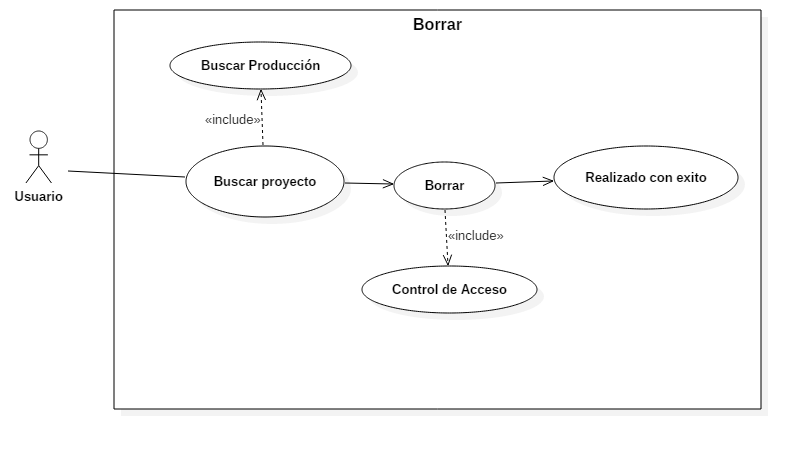 Borrar
Buscar Producción
«include»
Usuario
Buscar proyecto
Borrar
Realizado con exito
«include»
Control de Acceso